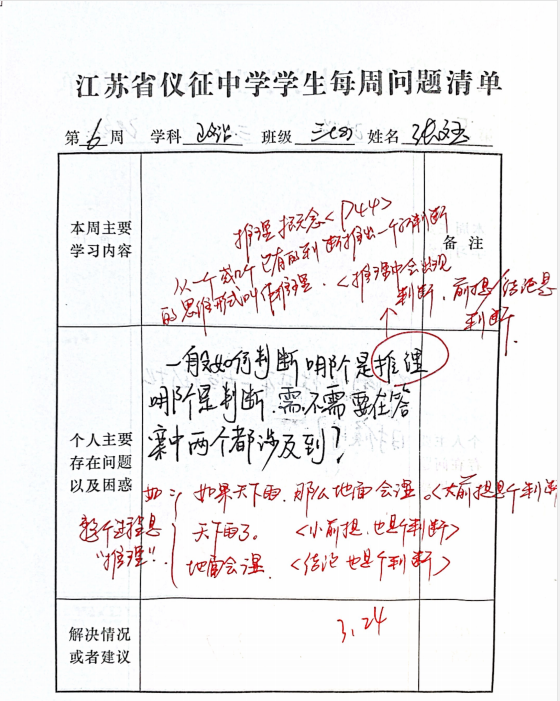 江苏省仪征中学学生每周问题清单
第 6 周 学科 政治 班级 三(四) 姓名 张
推理 概念<P44>
本周主要
学习内容
备注
从一个或几个已有的判断推出一个新判断
的思维形式叫作推理.<推理中会出现
判断,前提/结论是
判断.
一般如何判断哪个是推理
哪个是判断.需不需要在答
案中两个都涉及到?
个人主要
存在问题
以及困惑
如: 如果天下雨,那么地面会湿。<大前提是个判断
整个过程是
"推理".
天下雨了。 <小前提,也是个判断>
地面会湿. <结论也是个判断>
解决情况
或者建议
3.24